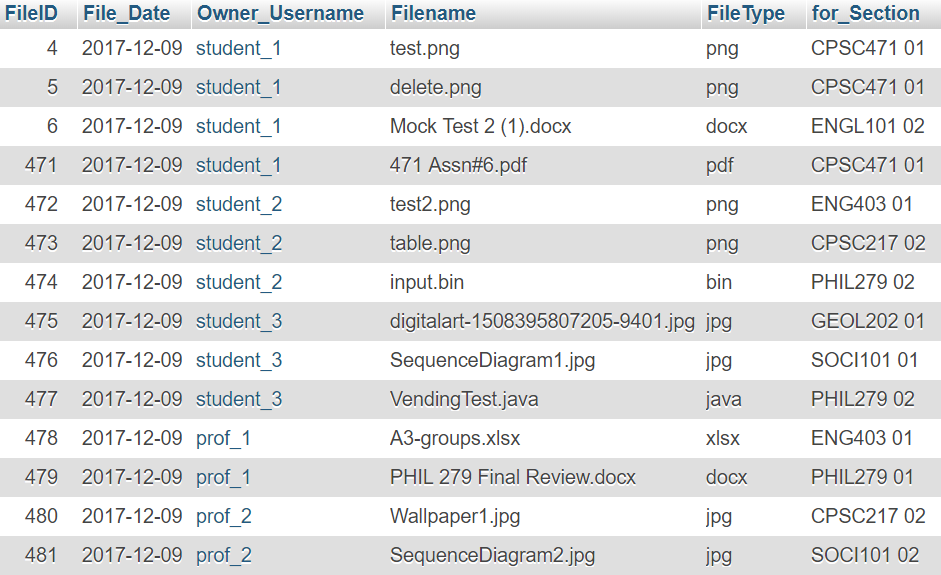 FileID File_Date Owner_Username Filename FileType for_Section
4 2017-12-09 student_1 test.png png CPSC471 01
5 2017-12-09 student_1 delete.png png CPSC471 01
6 2017-12-09 student_1 Mock Test 2 (1).docx docx ENGL101 02
471 2017-12-09 student_1 471 Assn#6.pdf pdf CPSC471 01
472 2017-12-09 student_2 test2.png png ENG403 01
473 2017-12-09 student_2 table.png png CPSC217 02
474 2017-12-09 student_2 input.bin bin PHIL279 02
475 2017-12-09 student_3 digitalart-1508395807205-9401.jpg jpg GEOL202 01
476 2017-12-09 student_3 SequenceDiagram1.jpg jpg SOCI101 01
477 2017-12-09 student_3 VendingTest.java java PHIL279 02
478 2017-12-09 prof_1 A3-groups.xlsx xlsx ENG403 01
479 2017-12-09 prof_1 PHIL 279 Final Review.docx docx PHIL279 01
480 2017-12-09 prof_2 Wallpaper1.jpg jpg CPSC217 02
481 2017-12-09 prof_2 SequenceDiagram2.jpg jpg SOCI101 02